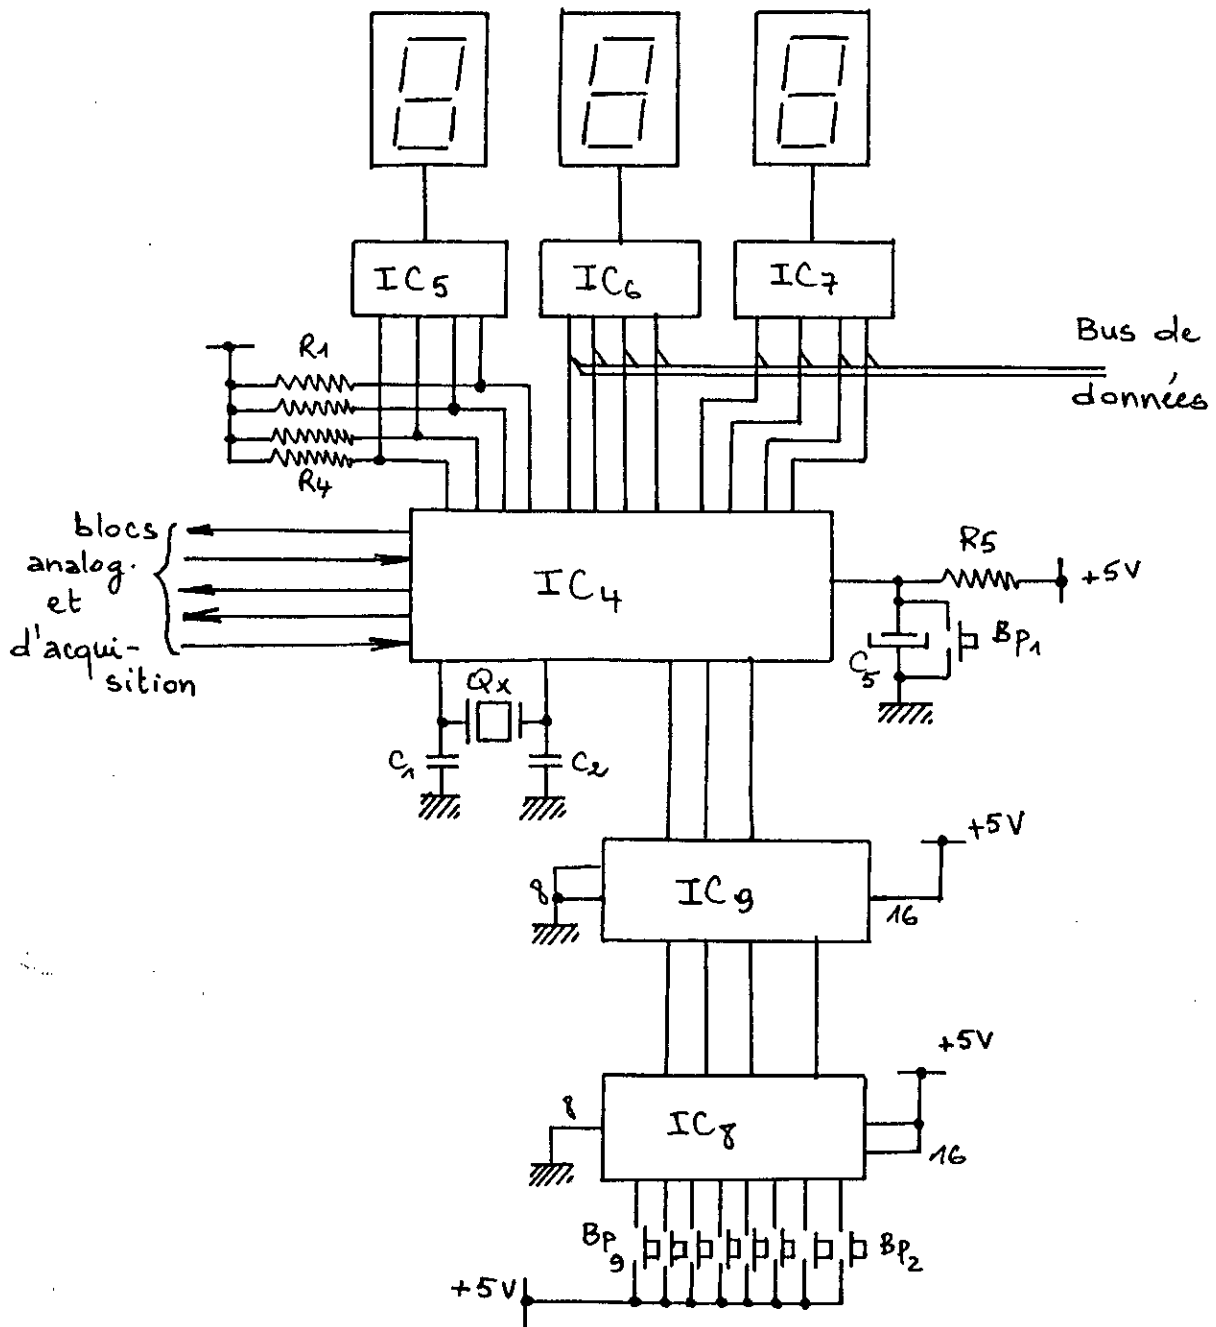 IC5
IC6
IC7
Bus de
données
R1
R4
blocs
analog.
et
d'acqui-
sition
IC4
R5
+5V
C5
Bp1
Qx
C1
C2
IC9
8
16
+5V
IC8
8
16
+5V
Bp9
Bp2
+5V